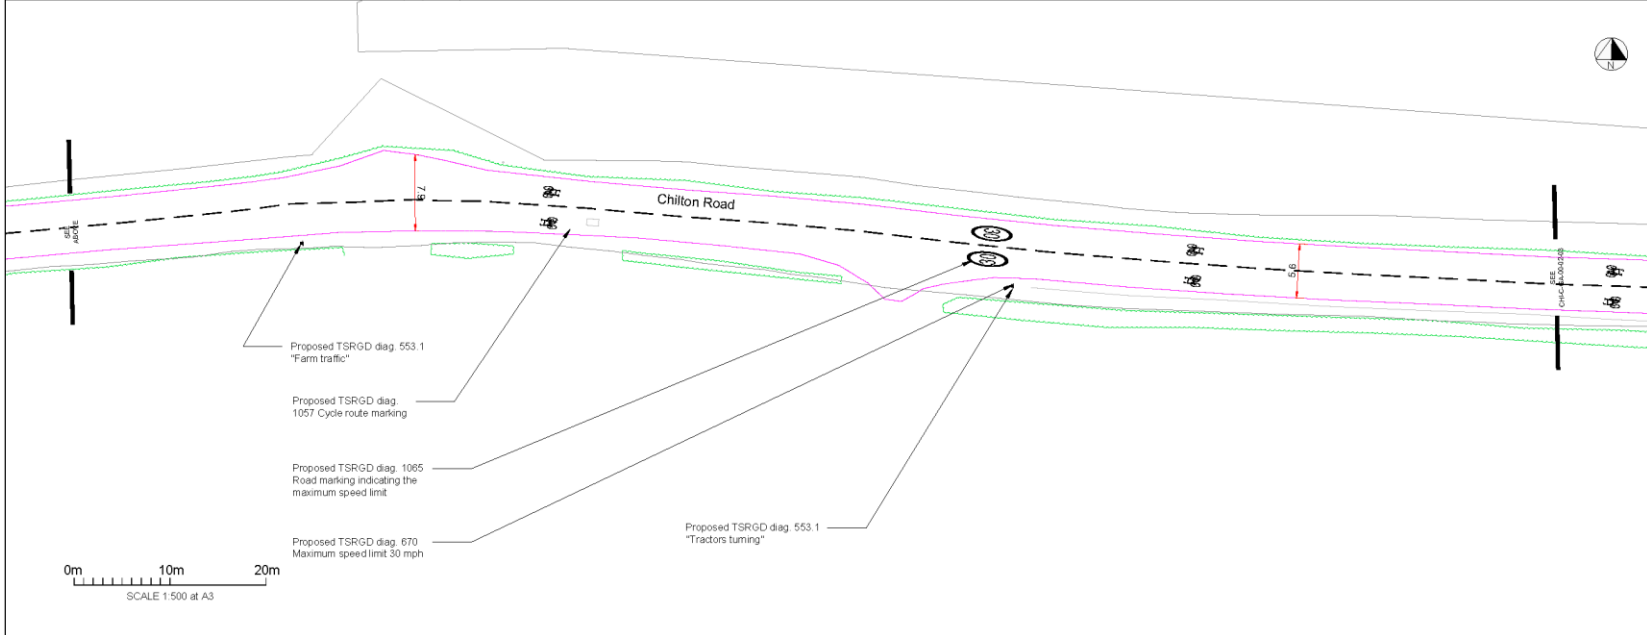 N
Chilton Road
7.9
SEE
ABOVE
30
30
5.6
SEE
Proposed TSRGD diag. 553.1
"Farm traffic"
Proposed TSRGD diag.
1057 Cycle route marking
Proposed TSRGD diag. 1065
Road marking indicating the
maximum speed limit
Proposed TSRGD diag. 670
Maximum speed limit 30 mph
Proposed TSRGD diag. 553.1
"Tractors turning"
0m 10m 20m
SCALE 1:500 at A3